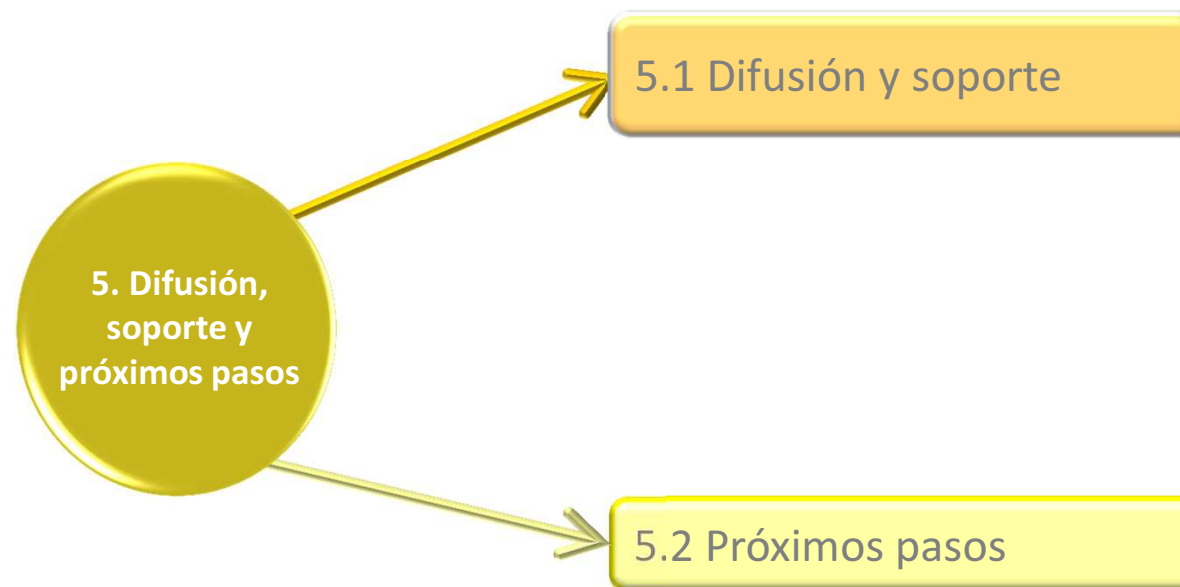 5.1 Difusión y soporte
5. Difusión,
soporte y
próximos pasos
5.2 Próximos pasos